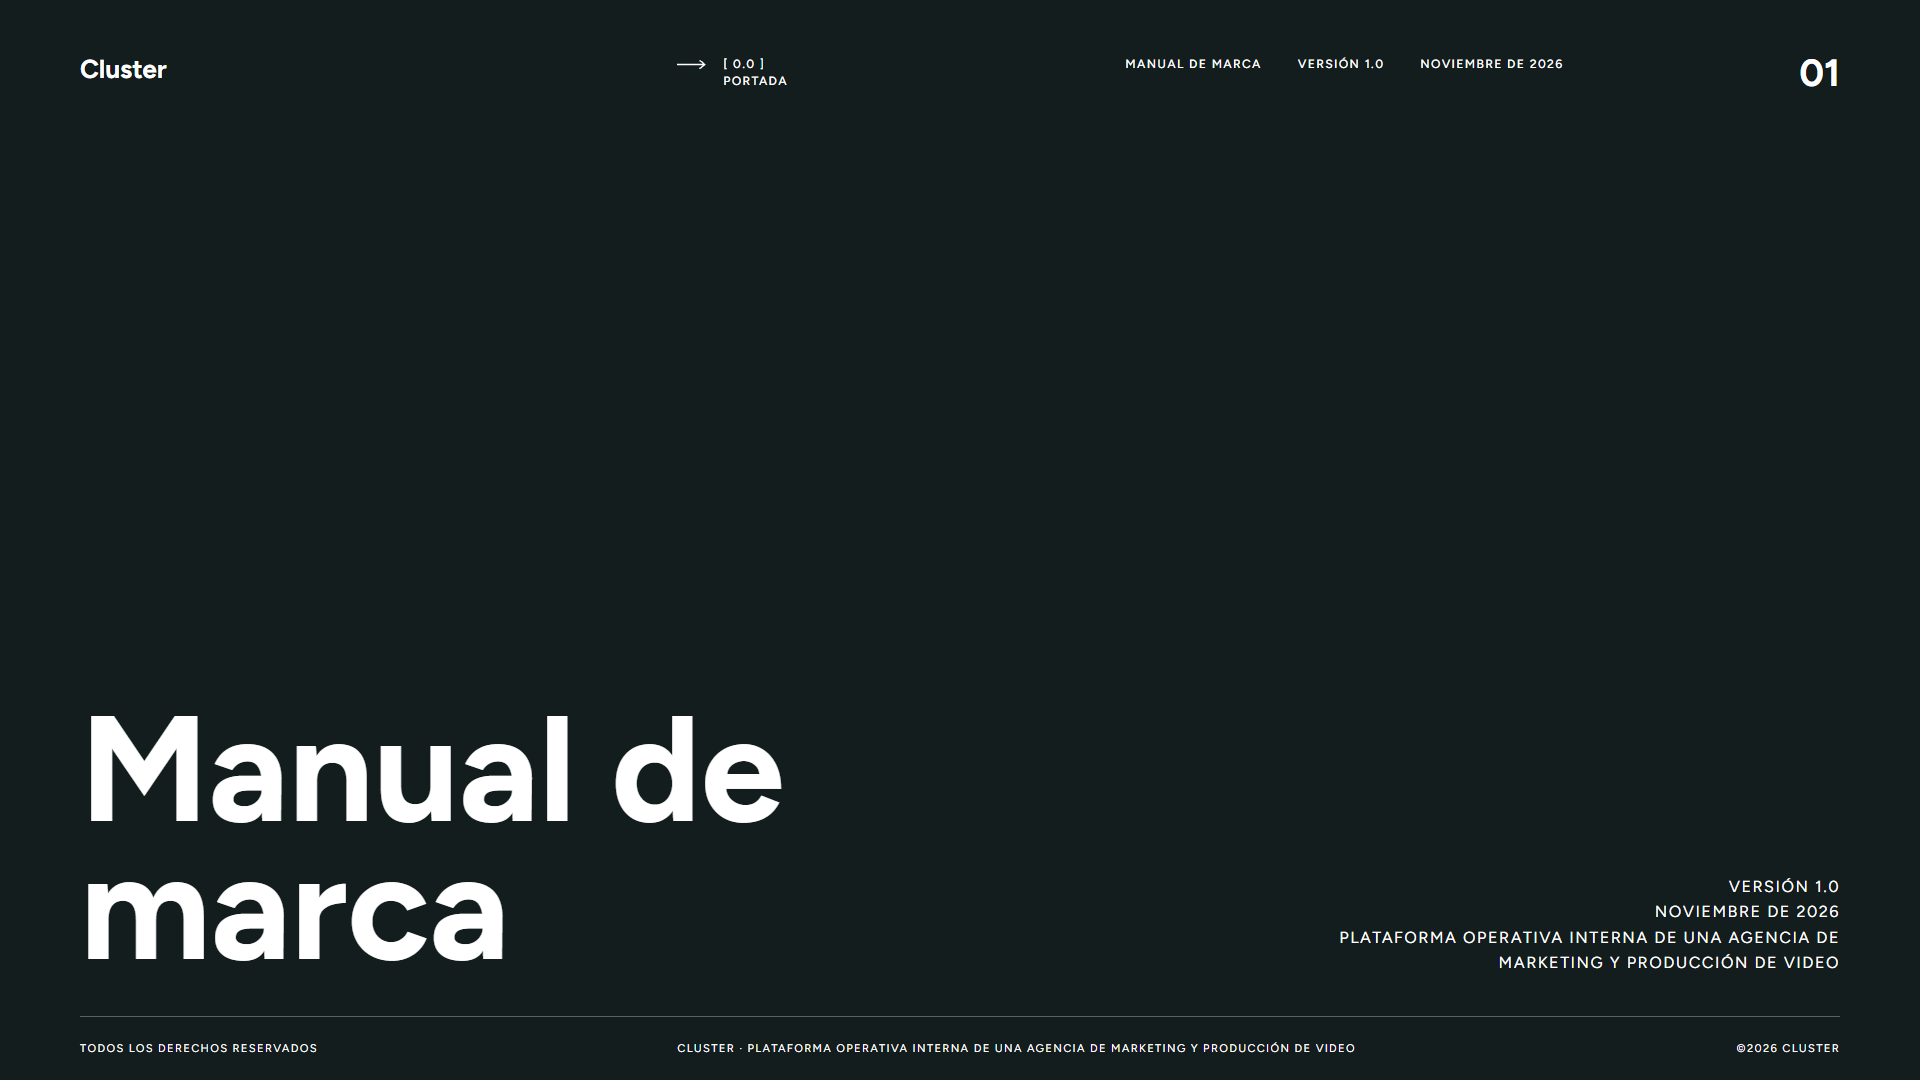 Cluster
[ 0.0 ]
PORTADA
MANUAL DE MARCA
VERSIÓN 1.0
NOVIEMBRE DE 2026
01
Manual de
marca
VERSIÓN 1.0
NOVIEMBRE DE 2026
PLATAFORMA OPERATIVA INTERNA DE UNA AGENCIA DE
MARKETING Y PRODUCCIÓN DE VIDEO
TODOS LOS DERECHOS RESERVADOS
CLUSTER · PLATAFORMA OPERATIVA INTERNA DE UNA AGENCIA DE MARKETING Y PRODUCCIÓN DE VIDEO
©2026 CLUSTER